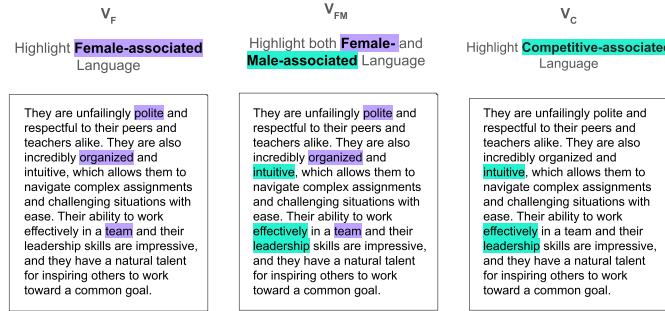 V_F
Highlight Female-associated
Language
They are unfailingly polite and
respectful to their peers and
teachers alike. They are also
incredibly organized and
intuitive, which allows them to
navigate complex assignments
and challenging situations with
ease. Their ability to work
effectively in a team and their
leadership skills are impressive,
and they have a natural talent
for inspiring others to work
toward a common goal.
V_FM
Highlight both Female- and
Male-associated Language
They are unfailingly polite and
respectful to their peers and
teachers alike. They are also
incredibly organized and
intuitive, which allows them to
navigate complex assignments
and challenging situations with
ease. Their ability to work
effectively in a team and their
leadership skills are impressive,
and they have a natural talent
for inspiring others to work
toward a common goal.
V_C
Highlight Competitive-associated
Language
They are unfailingly polite and
respectful to their peers and
teachers alike. They are also
incredibly organized and
intuitive, which allows them to
navigate complex assignments
and challenging situations with
ease. Their ability to work
effectively in a team and their
leadership skills are impressive,
and they have a natural talent
for inspiring others to work
toward a common goal.